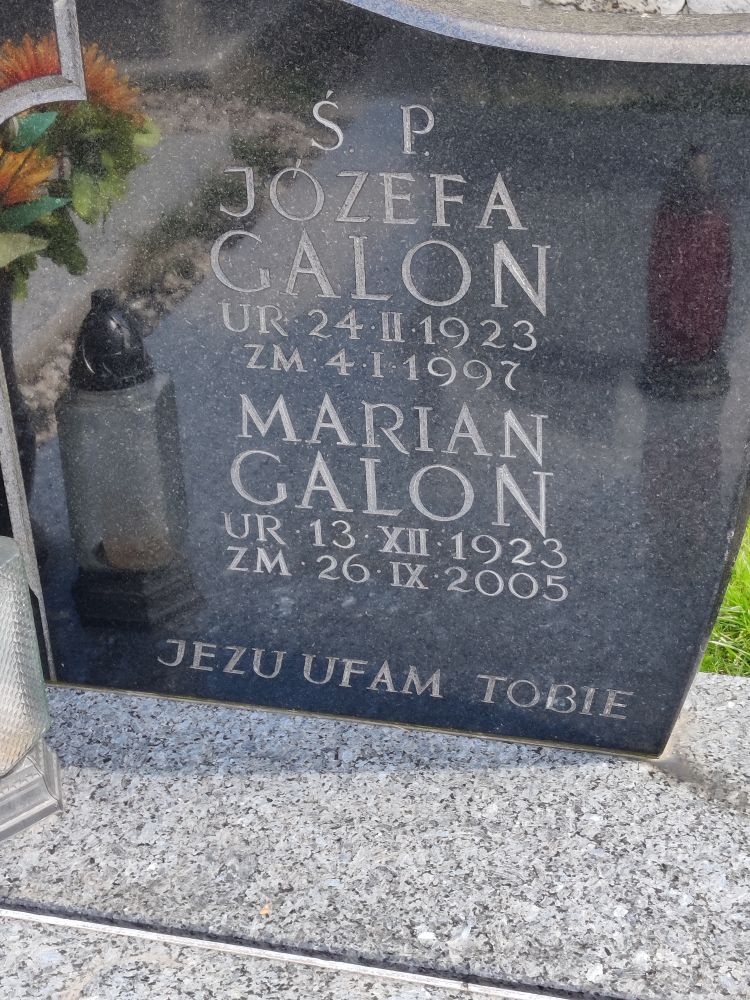 Ś. P.
JÓZEFA
GALON
UR·24·II·1923
ZM·4·I·1997
MARIAN
GALON
UR·13·XII·1923
ZM·26·IX·2005
JEZU UFAM TOBIE